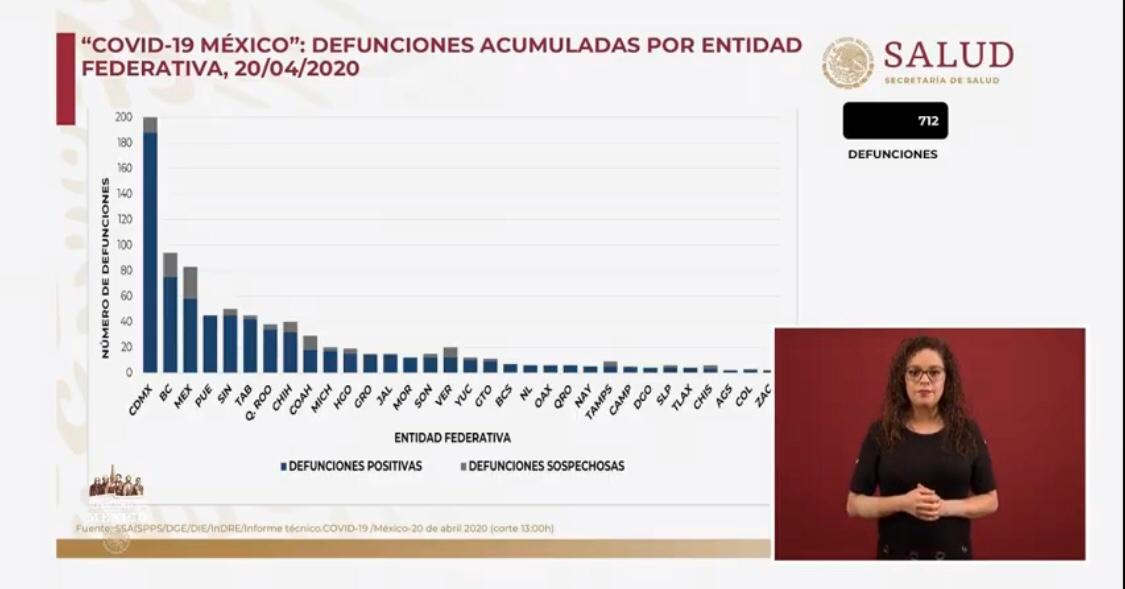 “COVID-19 MÉXICO”: DEFUNCIONES ACUMULADAS POR ENTIDAD
FEDERATIVA, 20/04/2020
SALUD
SECRETARÍA DE SALUD
712
DEFUNCIONES
NÚMERO DE DEFUNCIONES
200
180
160
140
120
100
80
60
40
20
0
CDMX
BC
MEX
PUE
SIN
TAB
Q. ROO
CHIH
COAH
MICH
HGO
GRO
JAL
MOR
SON
VER
YUC
GTO
BCS
NL
OAX
QRO
NAY
TAMPS
CAMP
DGO
SLP
TLAX
CHIS
AGS
COL
ZAC
ENTIDAD FEDERATIVA
DEFUNCIONES POSITIVAS
DEFUNCIONES SOSPECHOSAS
Fuente: SSA(SPPS/DGE/DIE/InDRE/Informe técnico.COVID-19 /México-20 de abril 2020 (corte 13:00h)